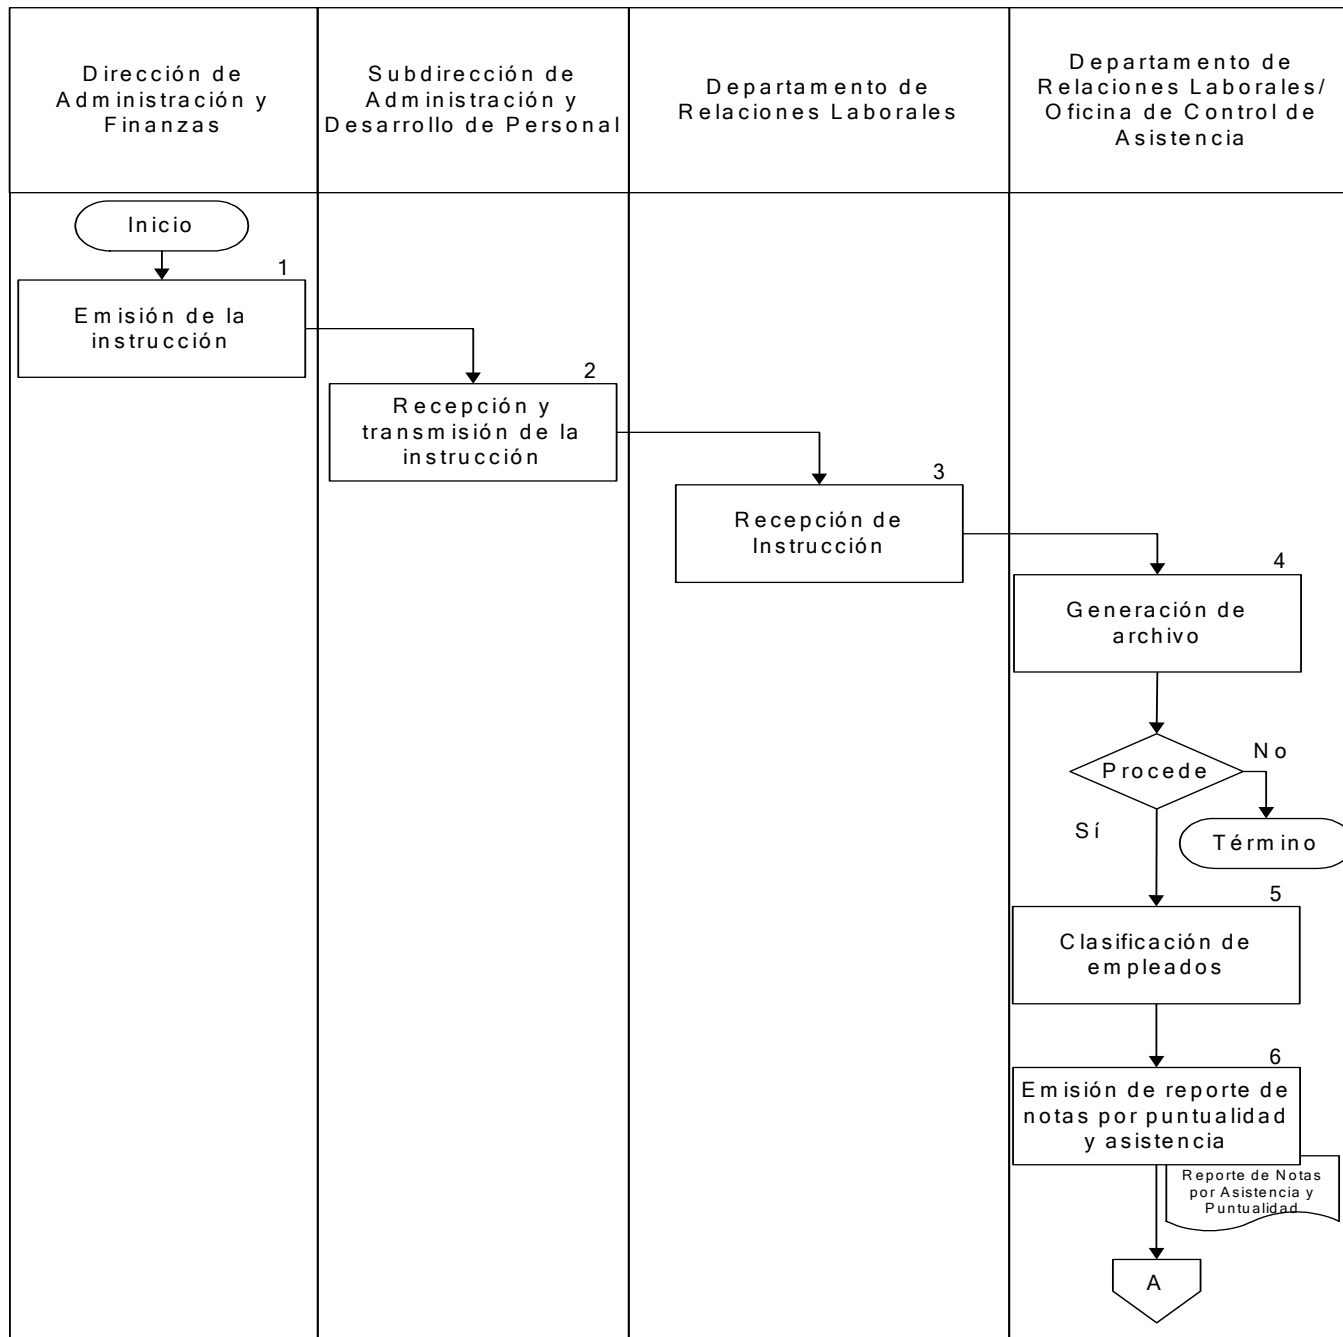 Dirección de
Administración y
Finanzas
Subdirección de
Administración y
Desarrollo de Personal
Departamento de
Relaciones Laborales
Departamento de
Relaciones Laborales/
Oficina de Control de
Asistencia
Inicio
1
Emisión de la
instrucción
2
Recepción y
transmisión de la
instrucción
3
Recepción de
Instrucción
4
Generación de
archivo
Procede
No
Sí
Término
5
Clasificación de
empleados
6
Emisión de reporte de
notas por puntualidad
y asistencia
Reporte de Notas
por Asistencia y
Puntualidad
A